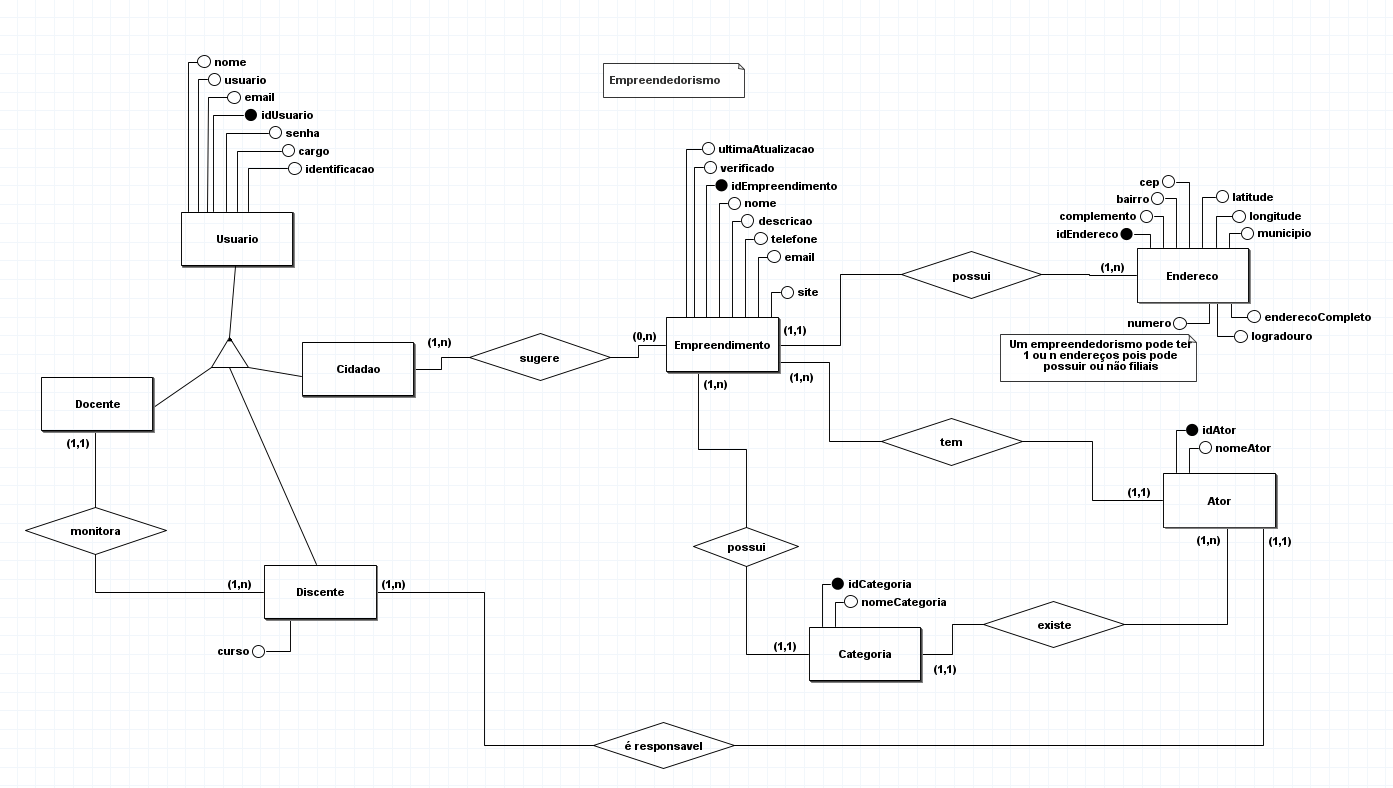 nome
usuario
email
idUsuario
senha
cargo
identificacao
Usuario
Empreendedorismo
ultimaAtualizacao
verificado
idEmpreendimento
nome
descricao
telefone
email
site
Empreendimento
cep
bairro
complemento
idEndereco
latitude
longitude
municipio
Endereco
numero
enderecoCompleto
logradouro
possui
(1,n)
(1,1)
Um empreendedorismo pode ter
1 ou n endereços pois pode
possuir ou não filiais
Cidadao
(1,n)
sugere
(0,n)
Docente
(1,1)
monitora
(1,n)
Discente
(1,n)
curso
(1,n)
(1,n)
tem
(1,1)
idAtor
nomeAtor
Ator
(1,n)
(1,1)
possui
(1,1)
idCategoria
nomeCategoria
Categoria
(1,1)
existe
é responsavel